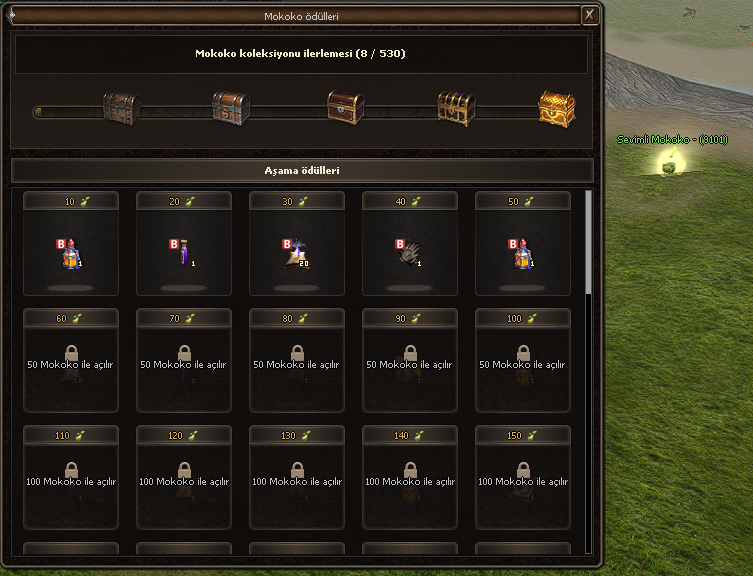 Mokoko ödülleri
X
Mokoko koleksiyonu ilerlemesi (8 / 530)
Sevimli Mokoko - (9101)
Aşama ödülleri
10 20 30 40 50
B B B B B
1 1 20 1 1
60 70 80 90 100
50 Mokoko ile açılır 50 Mokoko ile açılır 50 Mokoko ile açılır 50 Mokoko ile açılır 50 Mokoko ile açılır
110 120 130 140 150
100 Mokoko ile açılır 100 Mokoko ile açılır 100 Mokoko ile açılır 100 Mokoko ile açılır 100 Mokoko ile açılır